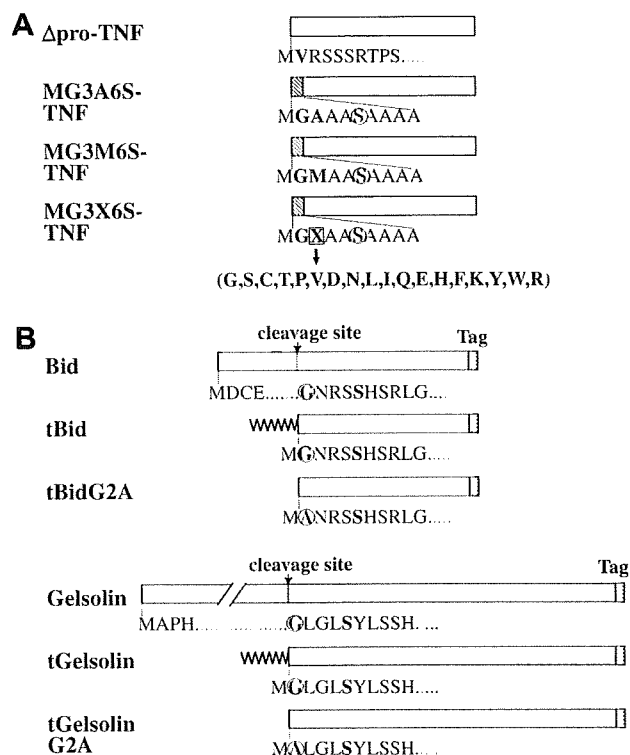 A
Δpro-TNF
MVRSSSRTPS.....
MG3A6S-
TNF
MGAAASAAAA
MG3M6S-
TNF
MGMAASAAAA
MG3X6S-
TNF
MGXAASAAAA
(G,S,C,T,P,V,D,N,L,I,Q,E,H,F,K,Y,W,R)
B
cleavage site
Tag
Bid
MDCE.........GNRSSHSRLG....
tBid
MGNRSSHSRLG.....
tBidG2A
MANRSSHSRLG.....
cleavage site
Tag
Gelsolin
MAPH....................GLGLSYLSSH.....
tGelsolin
MGLGLSYLSSH.....
tGelsolin
G2A
MALGLSYLSSH.....